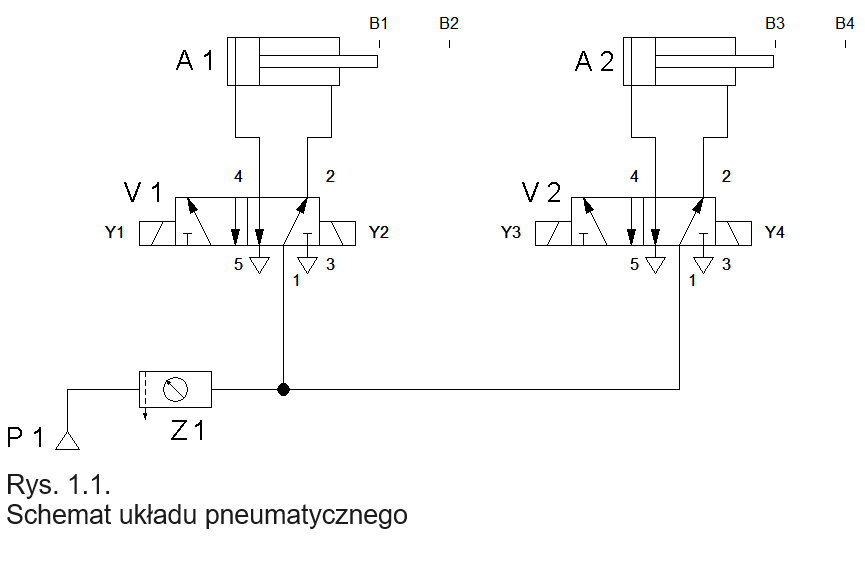 B1 B2 B3 B4
A 1 A 2
4 2 4 2
V 1 V 2
Y1 Y2 Y3 Y4
5 3 5 3
1 1
P 1 Z 1
Rys. 1.1.
Schemat układu pneumatycznego